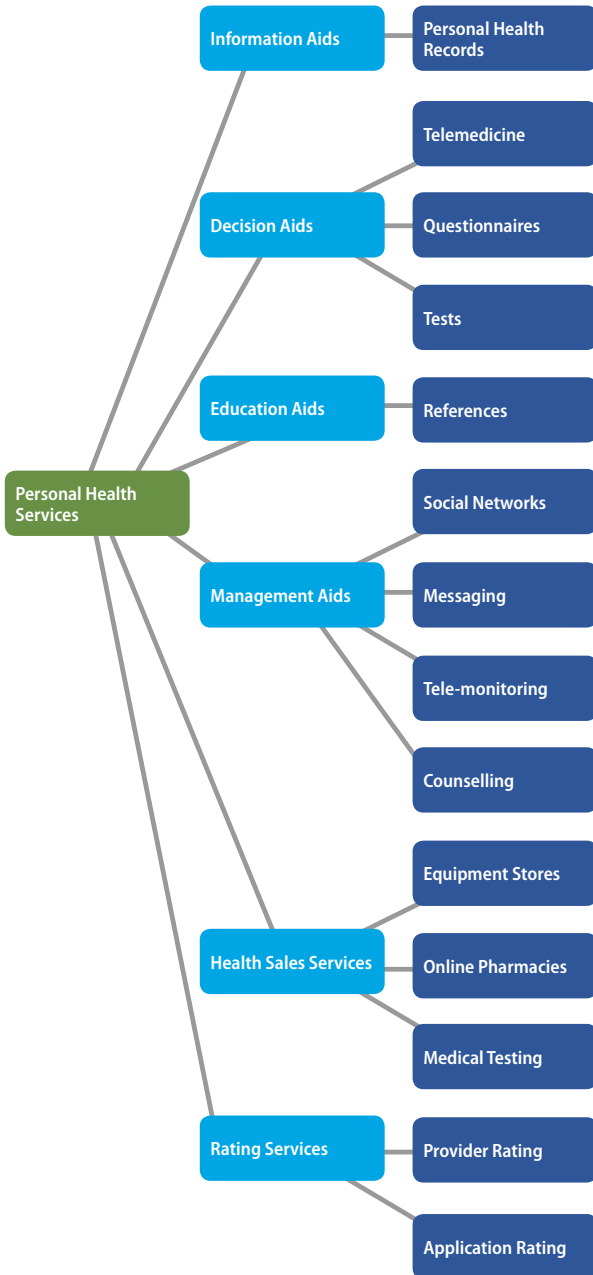 Information Aids
Personal Health
Records
Telemedicine
Decision Aids
Questionnaires
Tests
Education Aids
References
Personal Health
Services
Social Networks
Management Aids
Messaging
Tele-monitoring
Counselling
Equipment Stores
Health Sales Services
Online Pharmacies
Medical Testing
Rating Services
Provider Rating
Application Rating